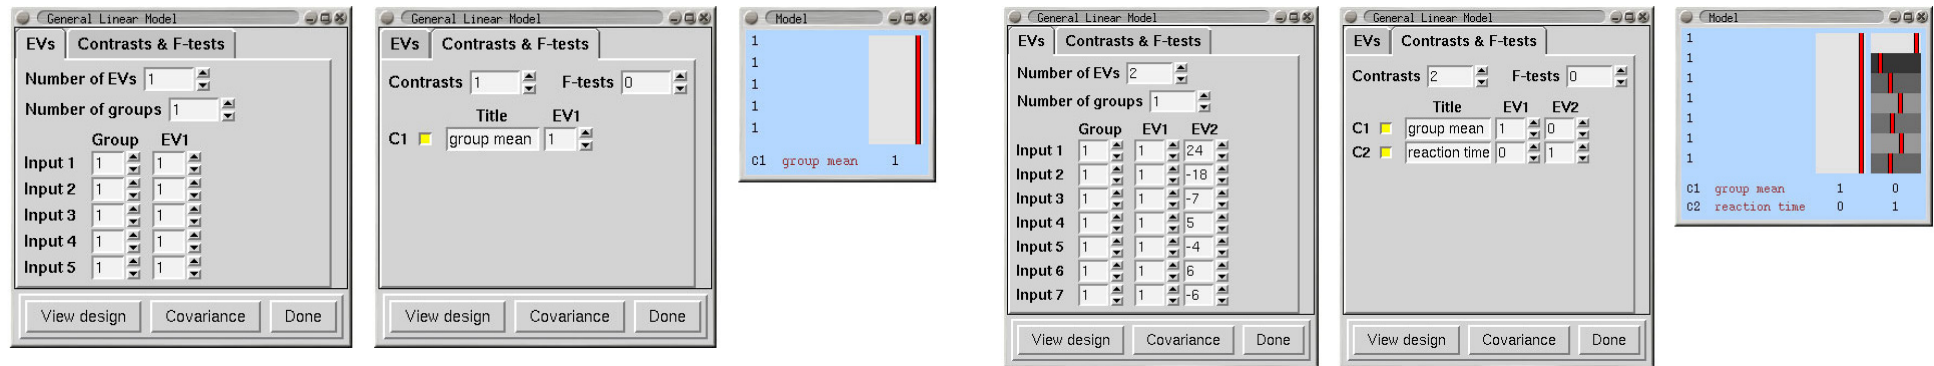 General Linear Model
EVs Contrasts & F-tests
Number of EVs 1
Number of groups 1
Group EV1
Input 1 1 1
Input 2 1 1
Input 3 1 1
Input 4 1 1
Input 5 1 1
View design Covariance Done
General Linear Model
EVs Contrasts & F-tests
Contrasts 1 F-tests 0
Title EV1
C1 group mean 1
View design Covariance Done
Model
1
1
1
1
1
C1 group mean 1
General Linear Model
EVs Contrasts & F-tests
Number of EVs 2
Number of groups 1
Group EV1 EV2
Input 1 1 1 24
Input 2 1 1 -18
Input 3 1 1 -7
Input 4 1 1 5
Input 5 1 1 -4
Input 6 1 1 6
Input 7 1 1 -6
View design Covariance Done
General Linear Model
EVs Contrasts & F-tests
Contrasts 2 F-tests 0
Title EV1 EV2
C1 group mean 1 0
C2 reaction time 0 1
View design Covariance Done
Model
1
1
1
1
1
1
1
C1 group mean 1 0
C2 reaction time 0 1